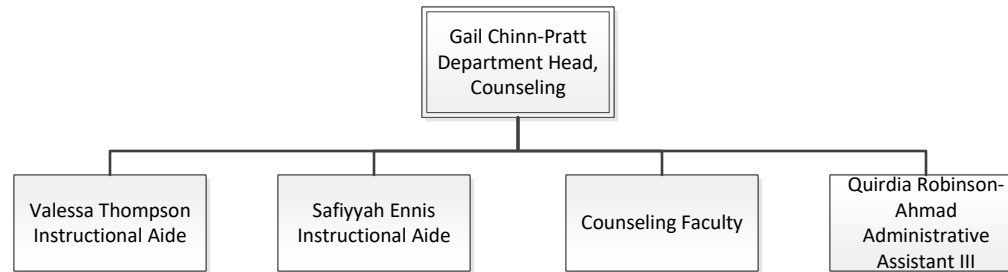 Gail Chinn-Pratt
Department Head,
Counseling
Valessa Thompson
Instructional Aide
Safiyyah Ennis
Instructional Aide
Counseling Faculty
Quirdia Robinson-
Ahmad
Administrative
Assistant III